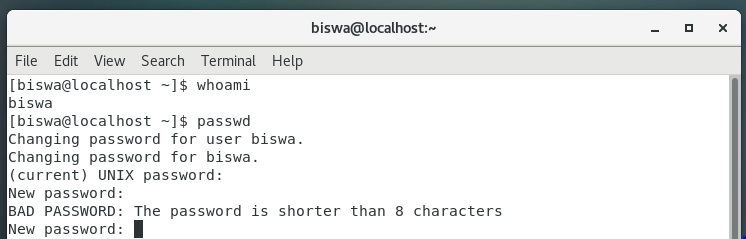 biswa@localhost:~
File Edit View Search Terminal Help
[biswa@localhost ~]$ whoami
biswa
[biswa@localhost ~]$ passwd
Changing password for user biswa.
Changing password for biswa.
(current) UNIX password:
New password:
BAD PASSWORD: The password is shorter than 8 characters
New password: